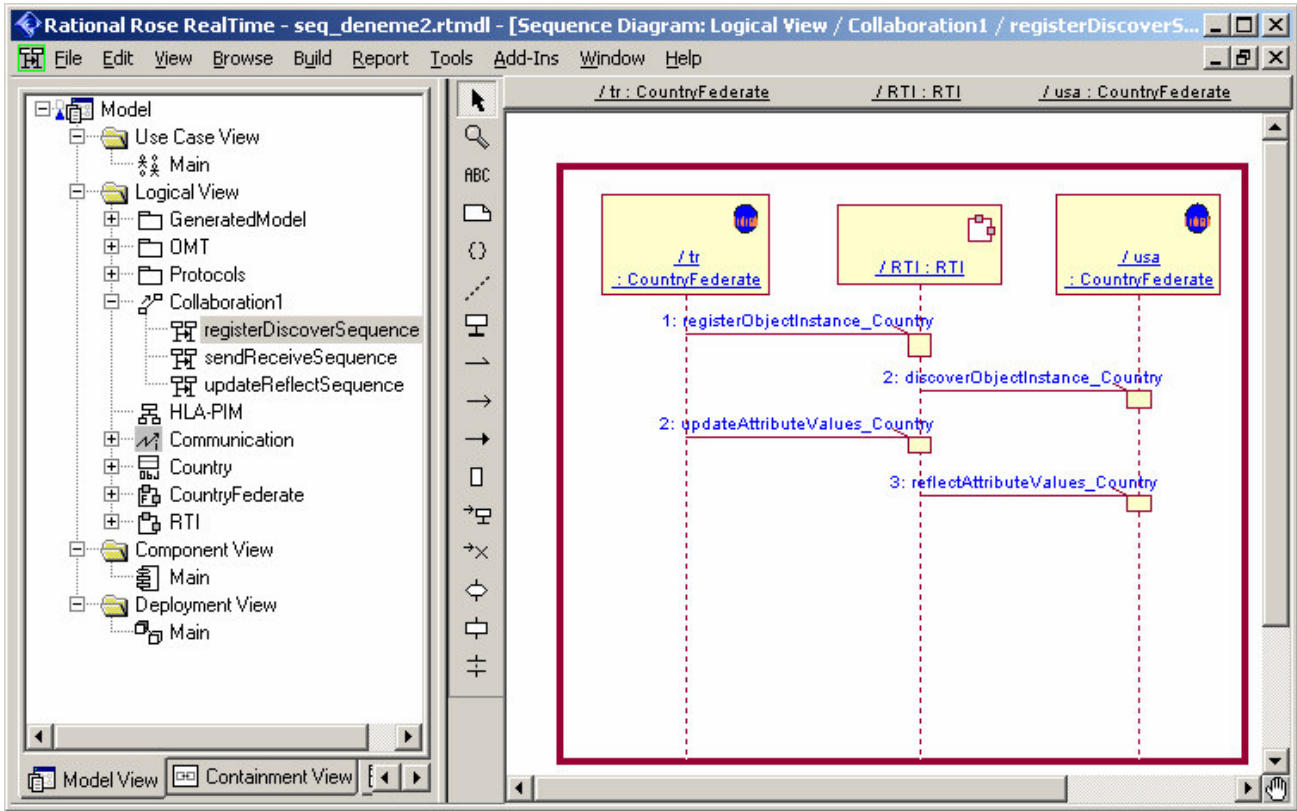 Rational Rose RealTime - seq_deneme2.rtmdl - [Sequence Diagram: Logical View / Collaboration1 / registerDiscoverS...
File Edit View Browse Build Report Tools Add-Ins Window Help
/ tr : CountryFederate / RTI : RTI / usa : CountryFederate
Model
Use Case View
Main
Logical View
GeneratedModel
OMT
Protocols
Collaboration1
registerDiscoverSequence
sendReceiveSequence
updateReflectSequence
HLA-PIM
Communication
Country
CountryFederate
RTI
Component View
Main
Deployment View
Main
Model View Containment View
ABC
/ tr
: CountryFederate
/ RTI : RTI
/ usa
: CountryFederate
1: registerObjectInstance_Country
2: discoverObjectInstance_Country
2: updateAttributeValues_Country
3: reflectAttributeValues_Country